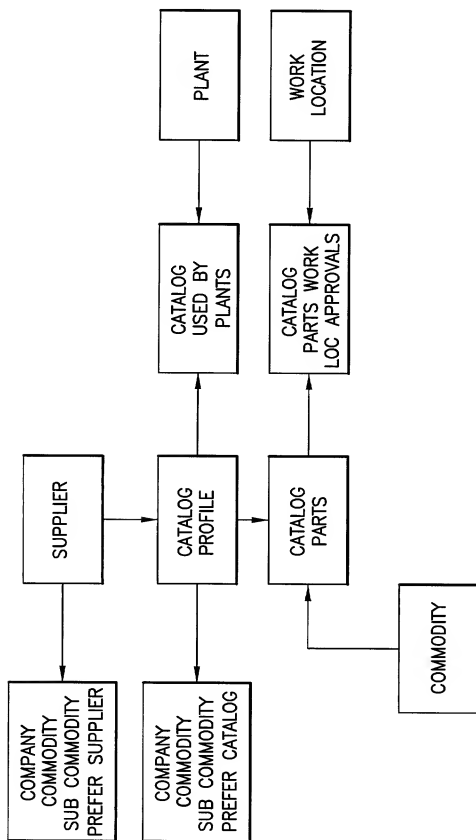 COMPANY
COMMODITY
SUB COMMODITY
PREFER SUPPLIER
SUPPLIER
COMPANY
COMMODITY
SUB COMMODITY
PREFER CATALOG
CATALOG
PROFILE
CATALOG
USED BY
PLANTS
PLANT
CATALOG
PARTS
CATALOG
PARTS WORK
LOC APPROVALS
WORK
LOCATION
COMMODITY